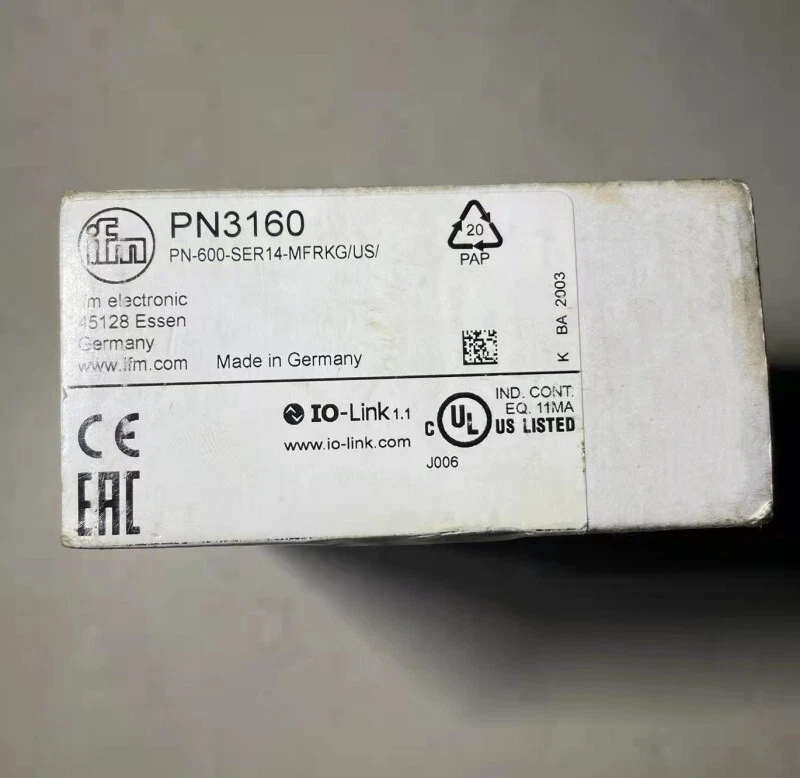 ifm
PN3160
PN-600-SER14-MFRKG/US/
20
PAP
ifm electronic
45128 Essen
Germany
www.ifm.com
Made in Germany
K BA 2003
CE
EAC
IO-Link 1.1
www.io-link.com
C UL US LISTED
IND. CONT.
EQ. 11MA
J006